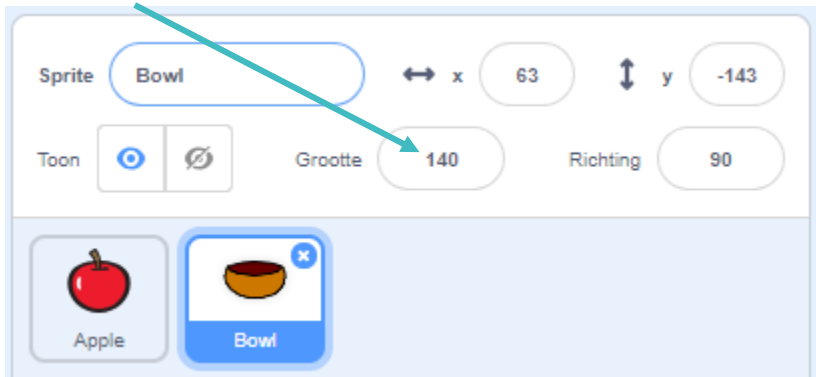 Sprite Bowl x 63 y -143
Toon Grootte 140 Richting 90
Apple Bowl